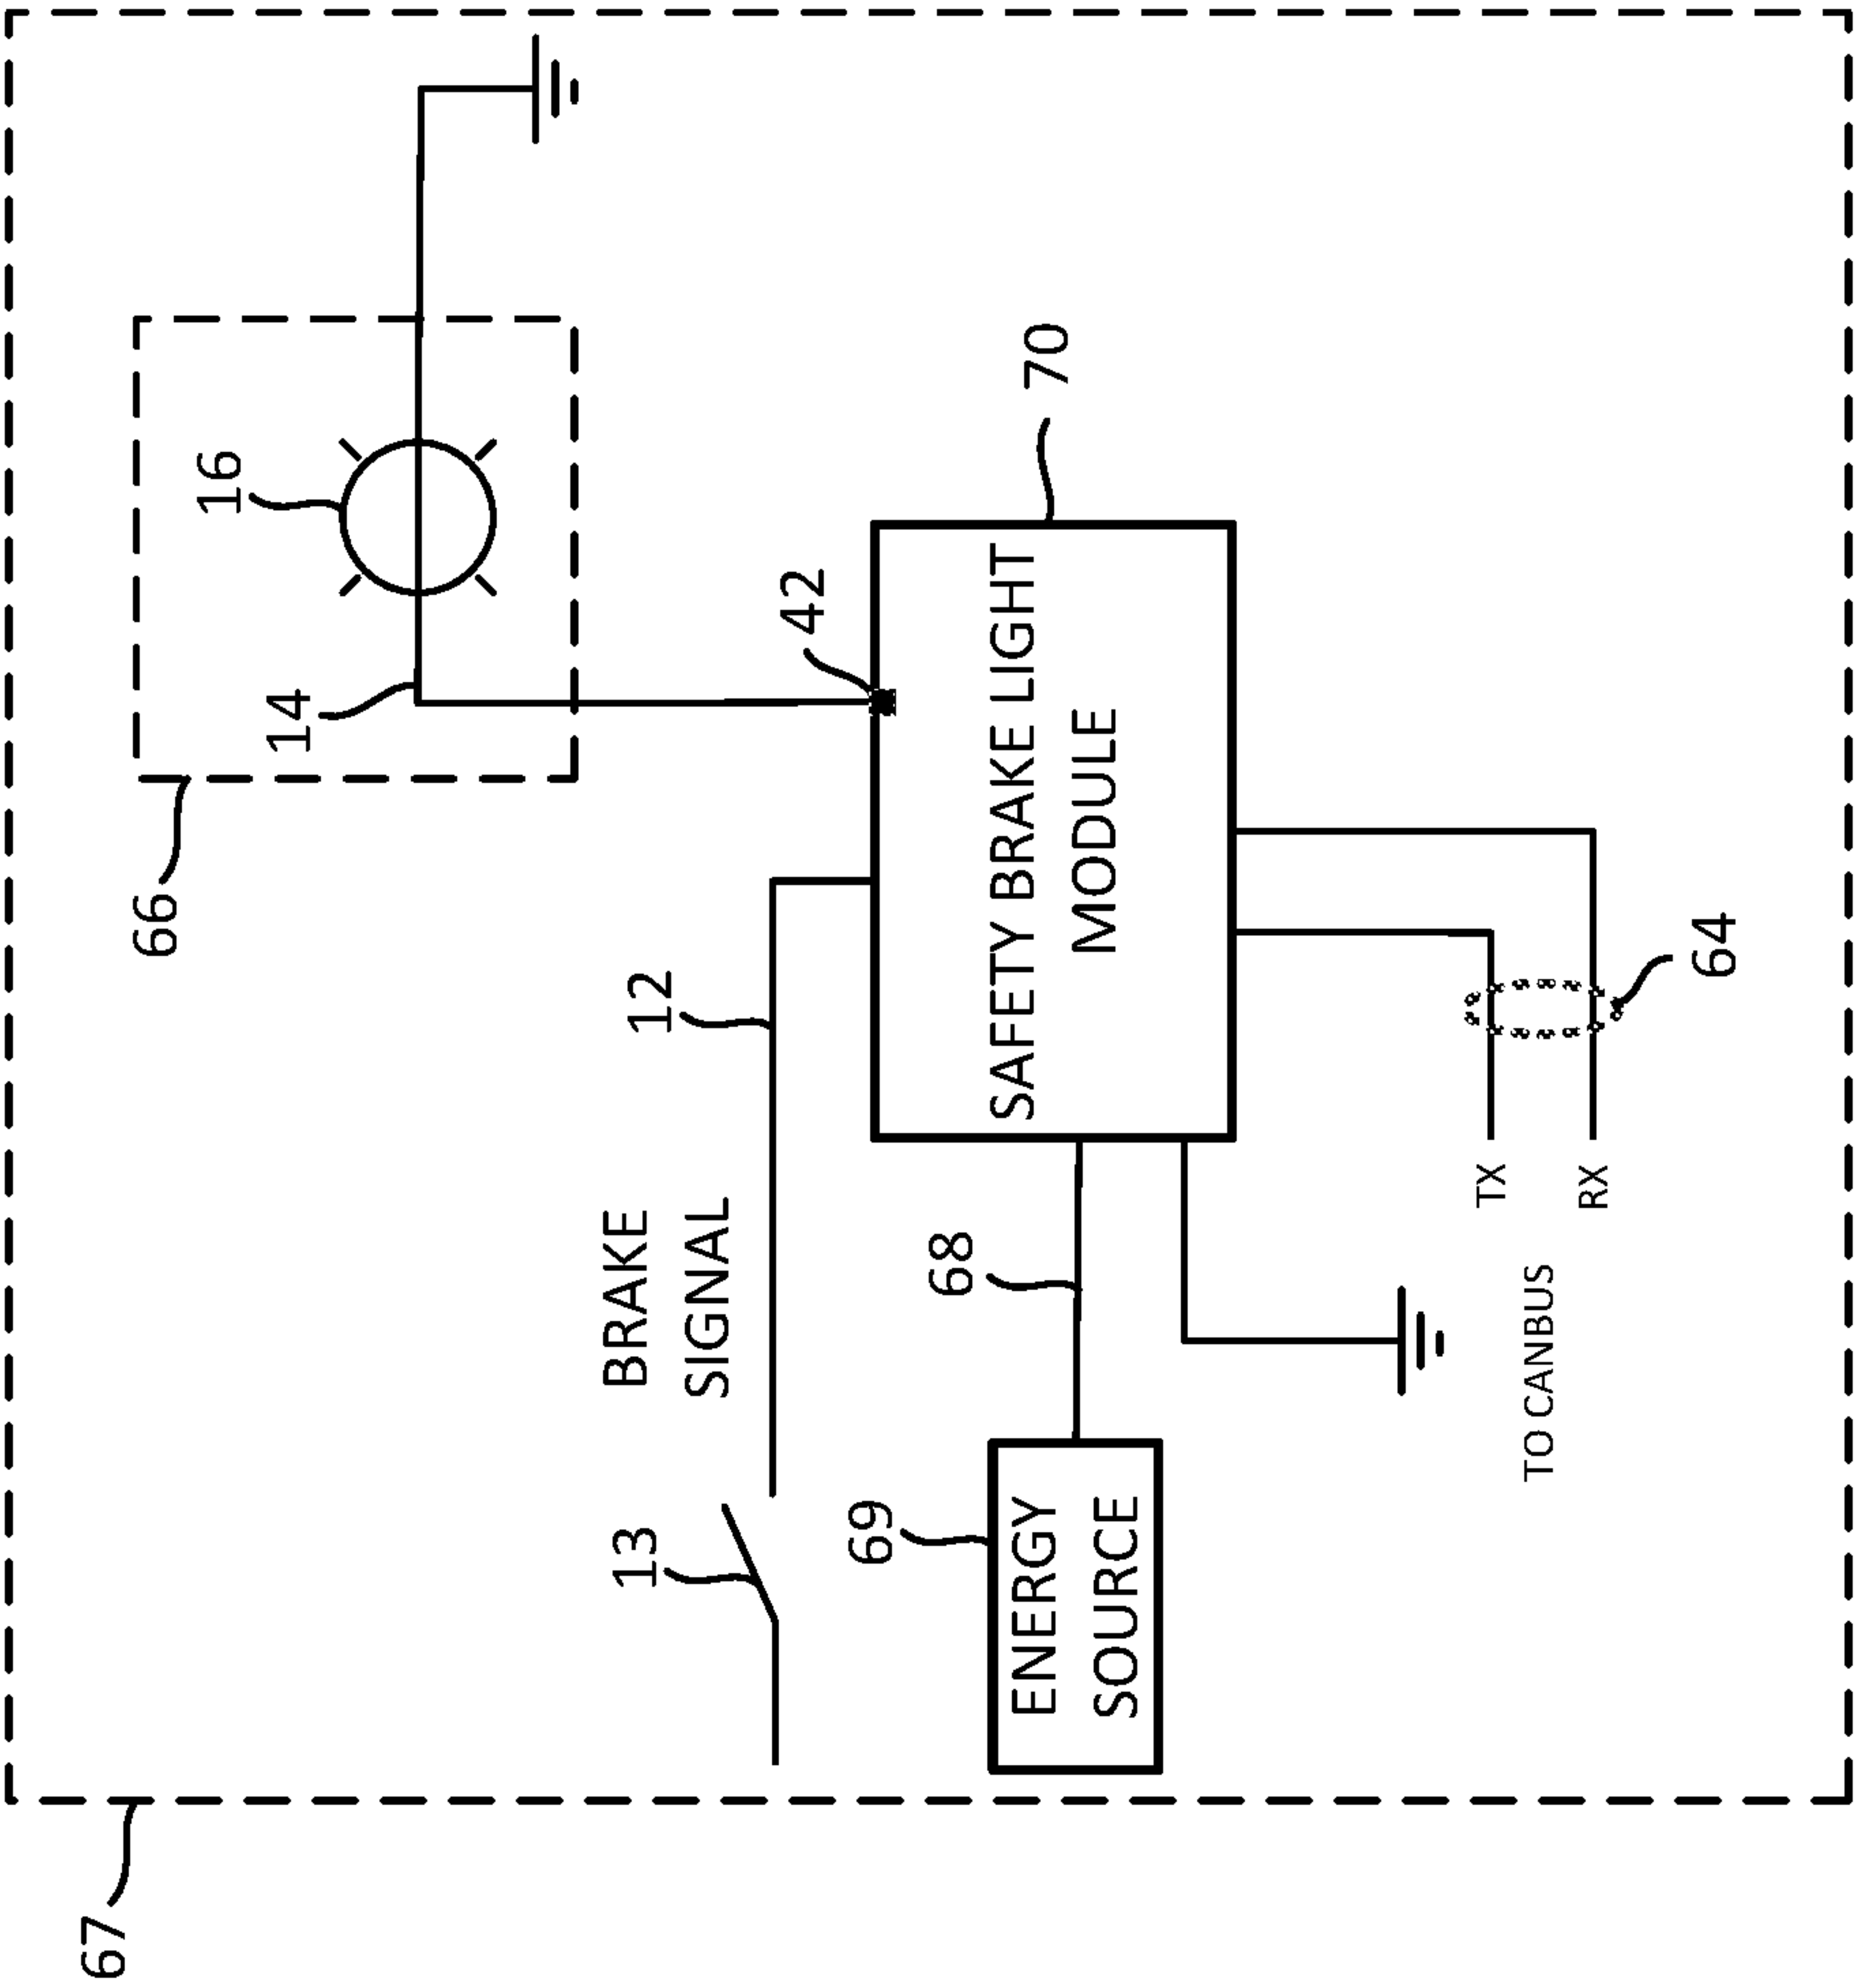 67
66
14
16
13
BRAKE
SIGNAL
12
42
69
ENERGY
SOURCE
68
SAFETY BRAKE LIGHT
MODULE
70
TO CANBUS
TX
RX
64